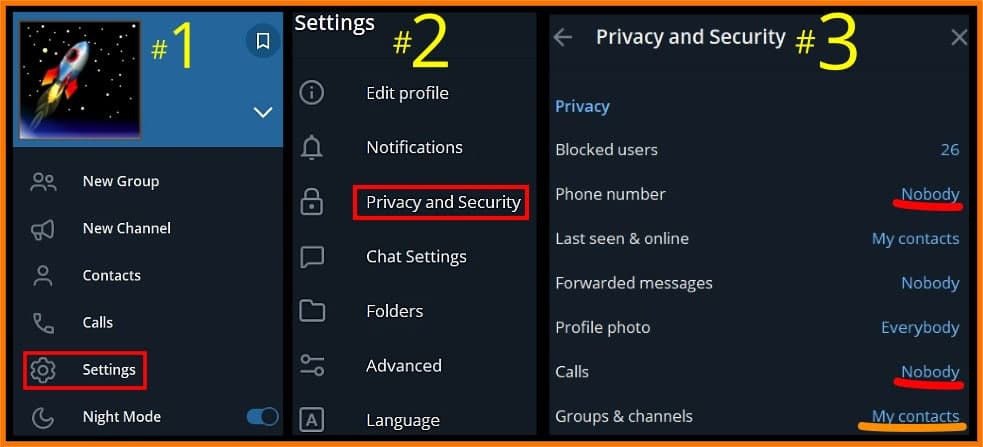 #1
New Group
New Channel
Contacts
Calls
Settings
Night Mode
Settings
#2
Edit profile
Notifications
Privacy and Security
Chat Settings
Folders
Advanced
A Language
Privacy and Security #3
Privacy
Blocked users 26
Phone number Nobody
Last seen & online My contacts
Forwarded messages Nobody
Profile photo Everybody
Calls Nobody
Groups & channels My contacts